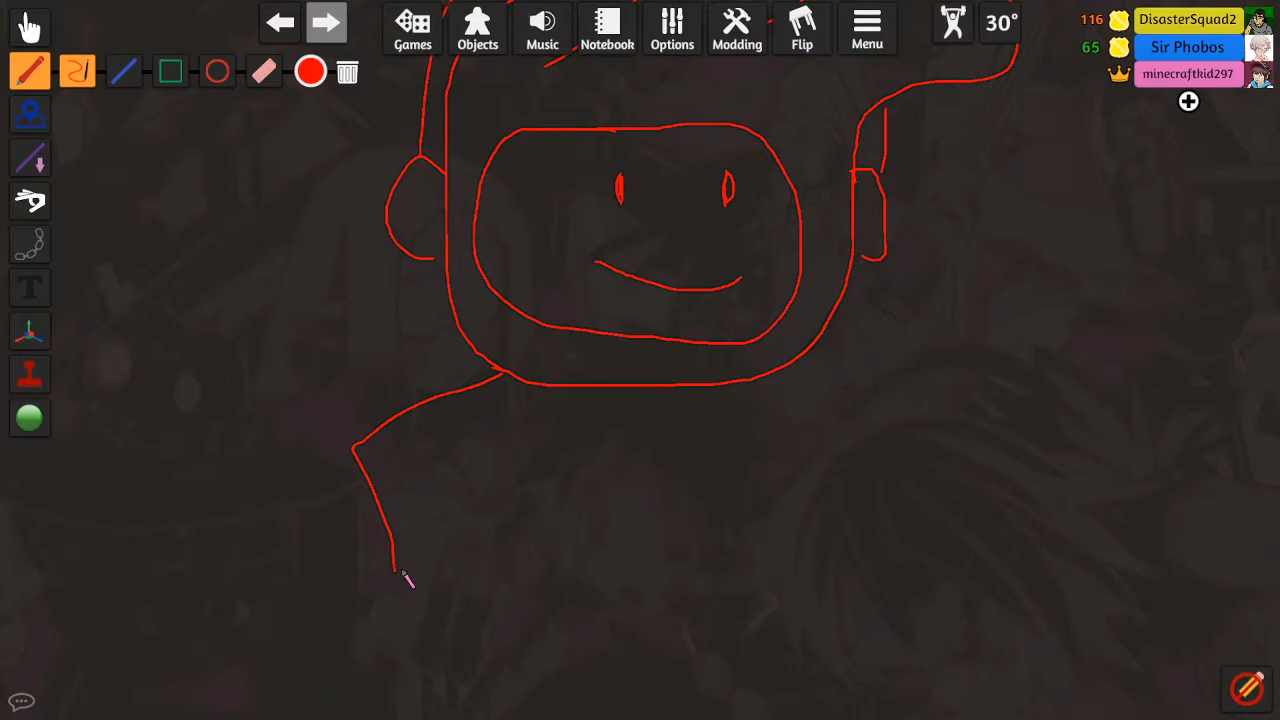 Games Objects Music Notebook Options Modding Flip Menu 30° 116 DisasterSquad2
65 Sir Phobos
minecraftkid297
T